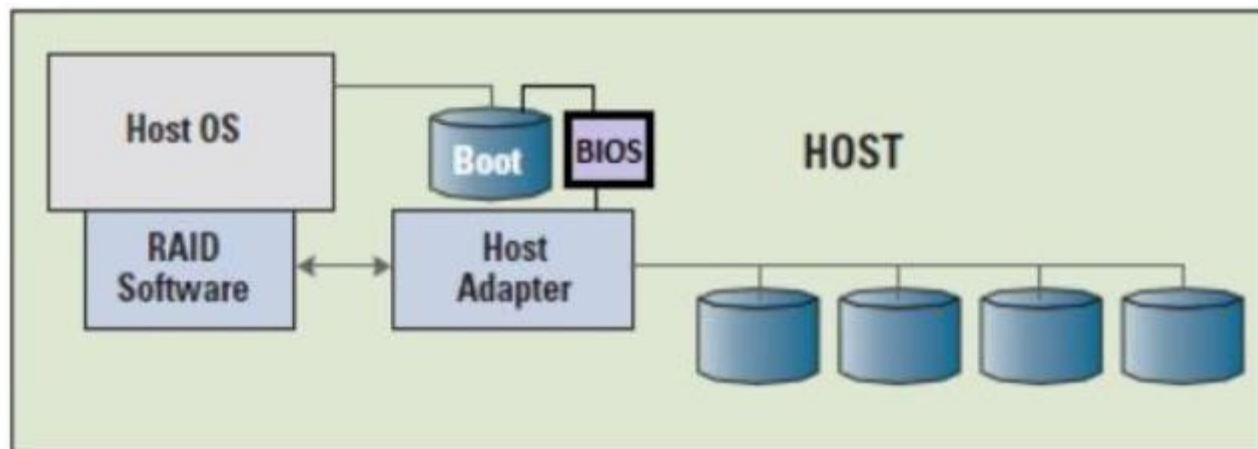 Host OS
Boot
BIOS
HOST
RAID
Software
Host
Adapter